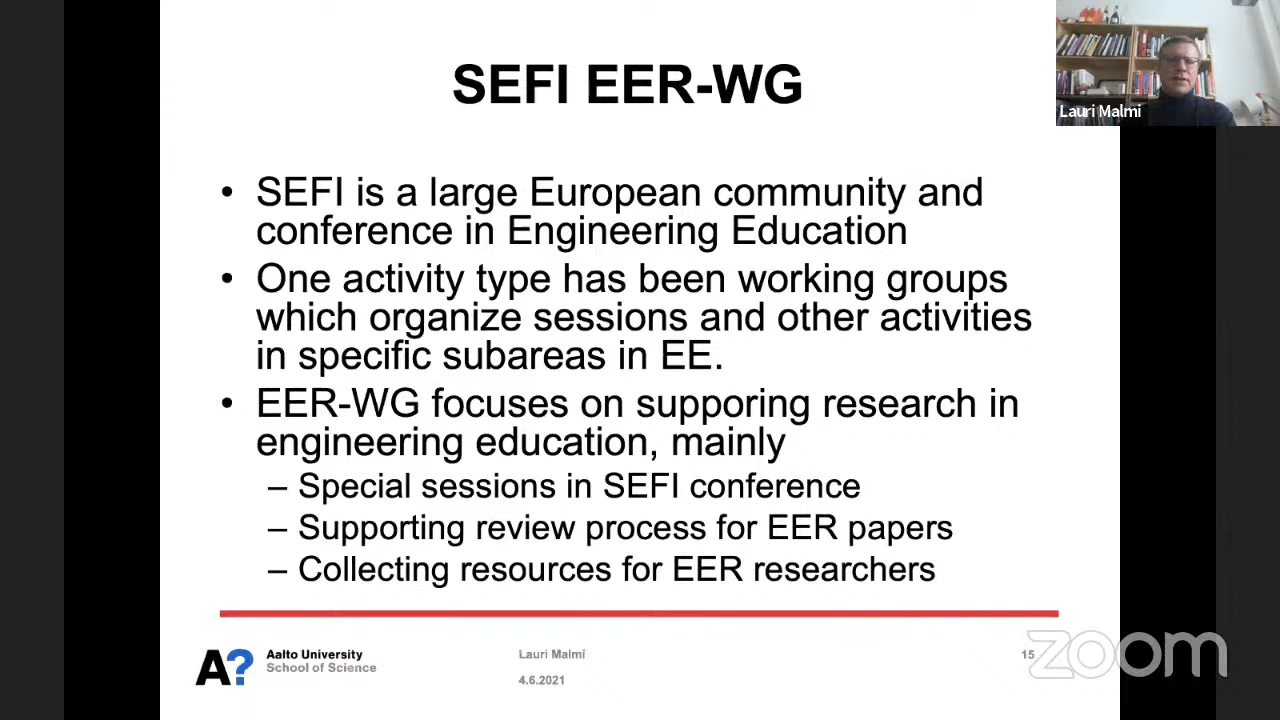 SEFI EER-WG
Lauri Malmi
• SEFI is a large European community and
conference in Engineering Education
• One activity type has been working groups
which organize sessions and other activities
in specific subareas in EE.
• EER-WG focuses on supporing research in
engineering education, mainly
– Special sessions in SEFI conference
– Supporting review process for EER papers
– Collecting resources for EER researchers
A?
Aalto University
School of Science
Lauri Malmi
4.6.2021
15
zoom